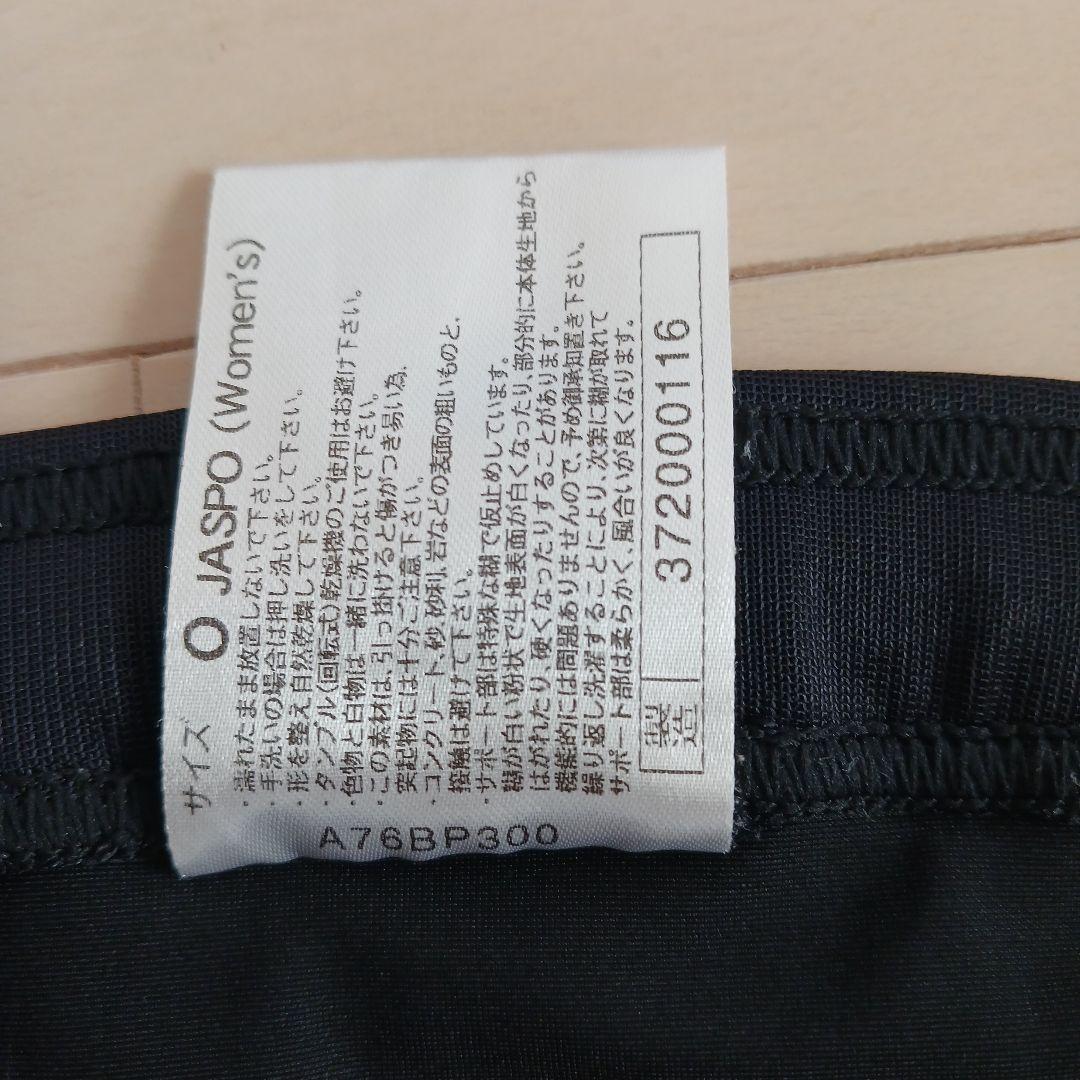 サイズ O JASPO (Women's)
・濡れたまま放置しないで下さい。
・手洗いの場合は押し洗いをして下さい。
・形を整え自然乾燥して下さい。
・タンブル(回転式)乾燥機のご使用はお避け下さい。
・色物と白物は一緒に洗わないで下さい。
・この素材は、引っ掛けると傷がつき易い為、
突起物には十分ご注意下さい。
・コンクリート、砂、砂利、岩などの表面の粗いものと、
接触は避けて下さい。
・サポート部は特殊な糊で仮止めしています。
糊が白い粉状で生地表面が白くなったり、部分的に本体生地から
はがれたり、硬くなったりすることがあります。
機能的には問題ありませんので、予め御承知置き下さい。
繰り返し洗濯することにより、次第に糊が取れて
サポート部は柔らかく、風合いが良くなります。
製造 372000116
A76BP300